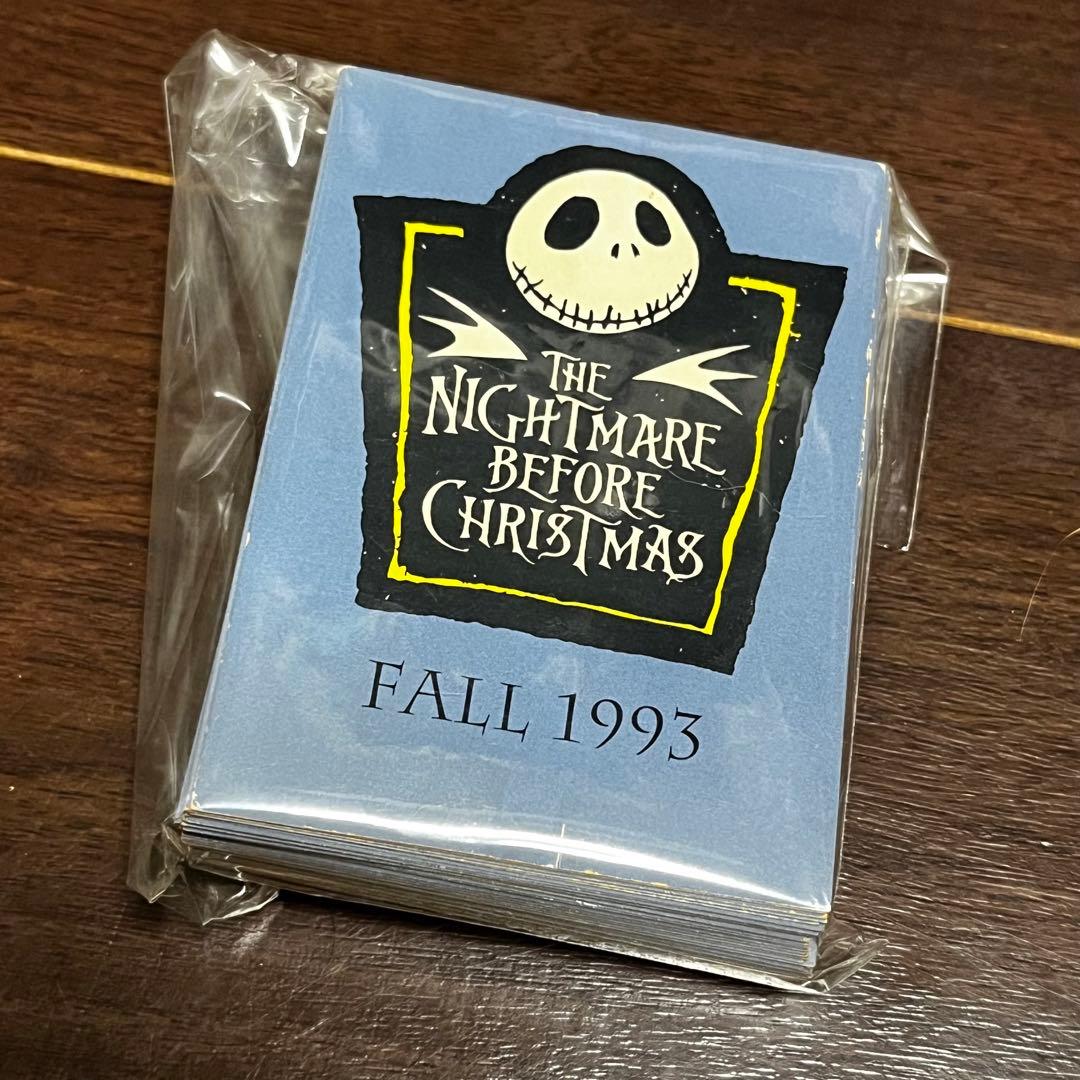 THE
NIGHTMARE
BEFORE
CHRISTMAS
FALL 1993